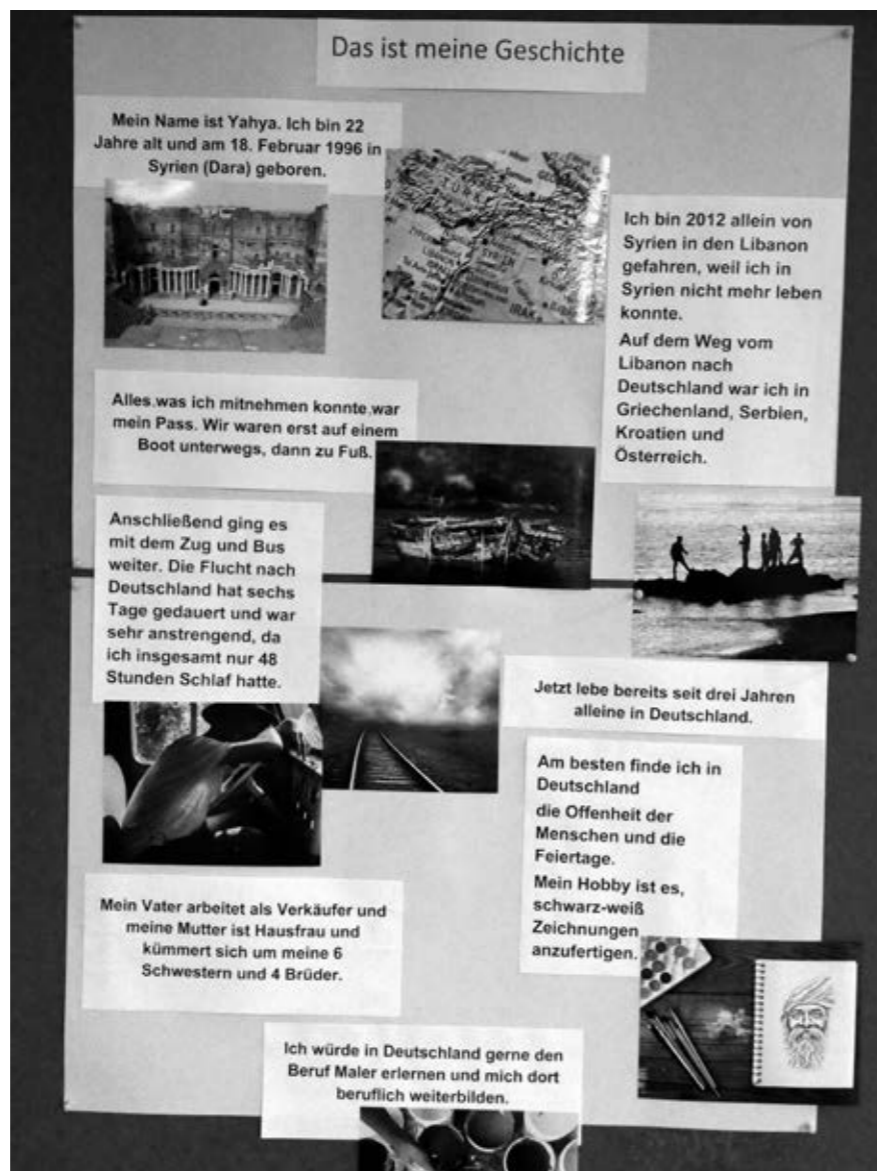 Das ist meine Geschichte
Mein Name ist Yahya. Ich bin 22
Jahre alt und am 18. Februar 1996 in
Syrien (Dara) geboren.
SYRIEN
IRAK
Ich bin 2012 allein von
Syrien in den Libanon
gefahren, weil ich in
Syrien nicht mehr leben
konnte.
Auf dem Weg vom
Libanon nach
Deutschland war ich in
Griechenland, Serbien,
Kroatien und
Österreich.
Alles was ich mitnehmen konnte war
mein Pass. Wir waren erst auf einem
Boot unterwegs, dann zu Fuß.
Anschließend ging es
mit dem Zug und Bus
weiter. Die Flucht nach
Deutschland hat sechs
Tage gedauert und war
sehr anstrengend, da
ich insgesamt nur 48
Stunden Schlaf hatte.
Jetzt lebe bereits seit drei Jahren
alleine in Deutschland.
Am besten finde ich in
Deutschland
die Offenheit der
Menschen und die
Feiertage.
Mein Hobby ist es,
schwarz-weiß
Zeichnungen
anzufertigen.
Mein Vater arbeitet als Verkäufer und
meine Mutter ist Hausfrau und
kümmert sich um meine 6
Schwestern und 4 Brüder.
Ich würde in Deutschland gerne den
Beruf Maler erlernen und mich dort
beruflich weiterbilden.